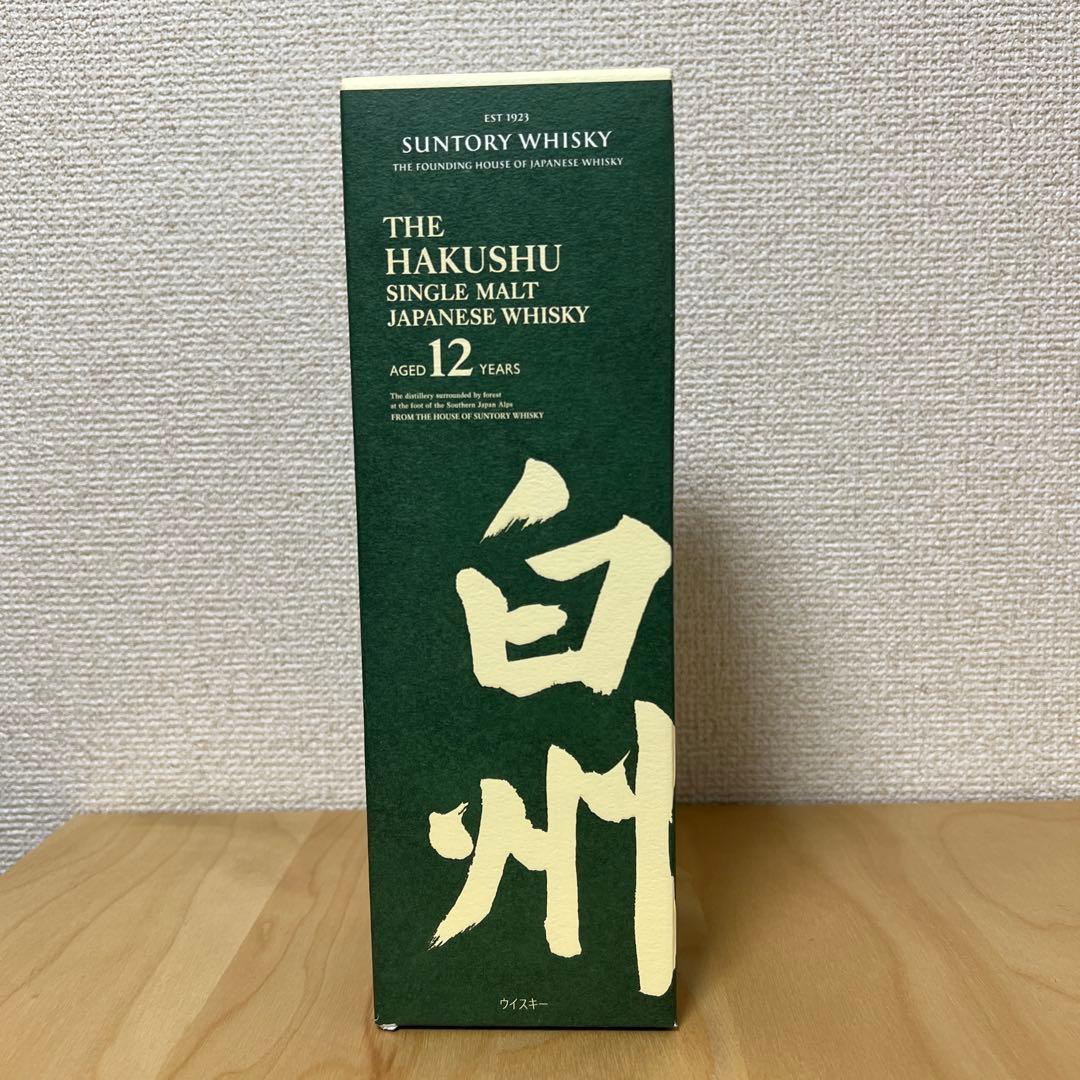 EST 1923
SUNTORY WHISKY
THE FOUNDING HOUSE OF JAPANESE WHISKY
THE
HAKUSHU
SINGLE MALT
JAPANESE WHISKY
AGED 12 YEARS
The distillery surrounded by forest
at the foot of the Southern Japan Alps
FROM THE HOUSE OF SUNTORY WHISKY
白
州
ウイスキー